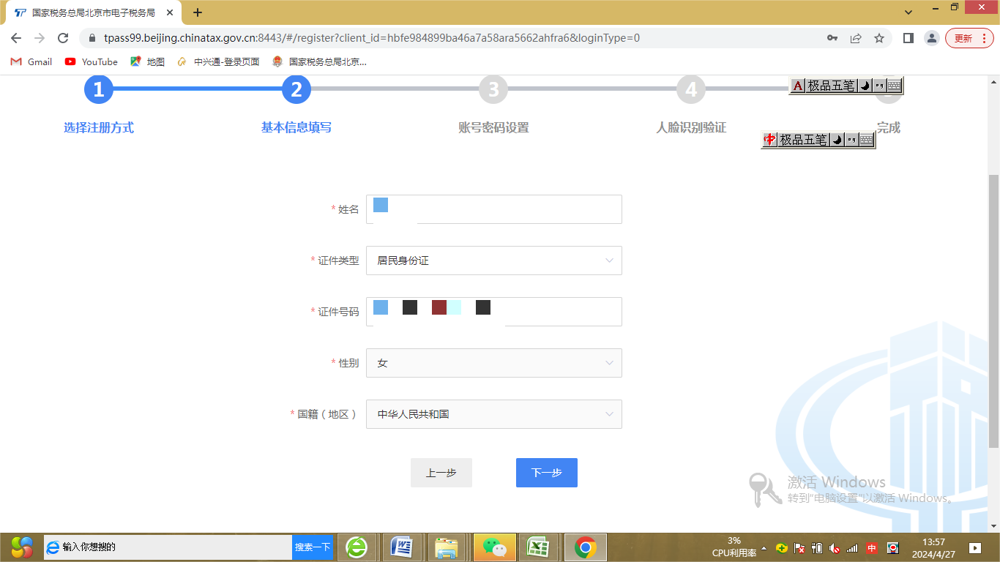 国家税务总局北京市电子税务局
tpass99.beijing.chinatax.gov.cn:8443/#/register?client_id=hbfe984899ba46a7a58ara5662ahfra6&loginType=0
更新
Gmail
YouTube
地图
中兴通-登录页面
国家税务总局北京...
1
2
3
4
A 极品五笔
选择注册方式
基本信息填写
账号密码设置
人脸识别验证
完成
中 极品五笔
* 姓名
* 证件类型
居民身份证
* 证件号码
* 性别
女
* 国籍（地区）
中华人民共和国
上一步
下一步
激活 Windows
转到"电脑设置"以激活 Windows。
输入你想搜的
搜索一下
3%
CPU利用率
中
13:57
2024/4/27